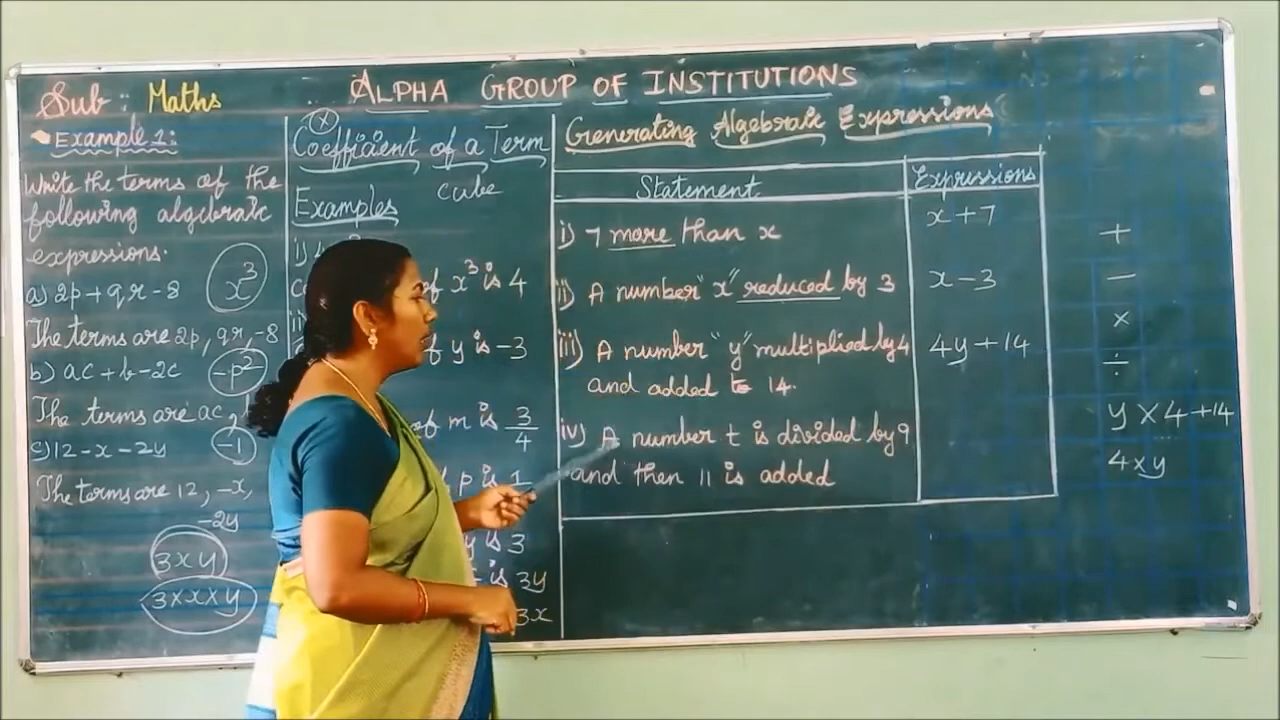 Sub : Maths
ALPHA GROUP OF INSTITUTIONS
Example 1:
Write the terms of the
following algebraic
expressions.
x³
a) 2p + qr - 8
The terms are 2p, qr, -8
b) ac + b - 2c
-p²
The terms are ac,
c) 12 - x - 2y
-1
The terms are 12, -x,
-2y
3xy
3×x×y
(x)
Coefficient of a Term
cube
Examples
of x³ is 4
of y is -3
of m is 3/4
p is 1
y is 3
is 3y
3x
Generating Algebraic Expressions
Statement Expressions
i) 7 more than x x + 7
ii) A number "x" reduced by 3 x - 3
iii) A number "y" multiplied by 4 4y + 14
and added to 14.
iv) A number t is divided by 9
and then 11 is added
+
-
×
÷
y × 4 + 14
4 × y